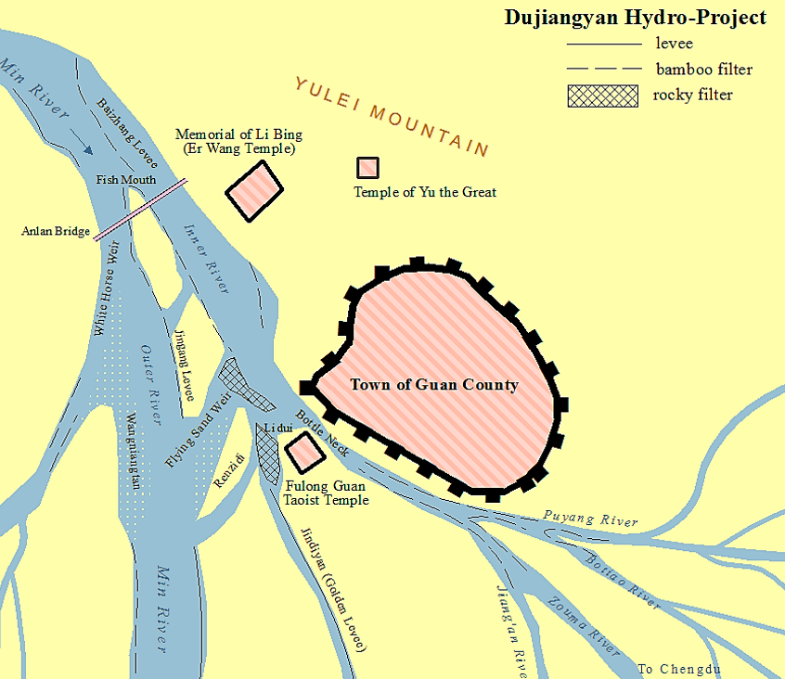 Dujiangyan Hydro-Project
levee
bamboo filter
rocky filter
Min River
Baizhang Levee
YULEI MOUNTAIN
Memorial of Li Bing
(Er Wang Temple)
Temple of Yu the Great
Fish Mouth
Anlan Bridge
Inner River
White Horse Weir
Outer River
Jingang Levee
Town of Guan County
Flying Sand Weir
Wangniangtan
Lidui
Bottle Neck
Renzidi
Fulong Guan
Taoist Temple
Puyang River
Jindiyan (Golden Levee)
Min River
Botiao River
Jiang'an Rive
Zouma River
To Chengdu